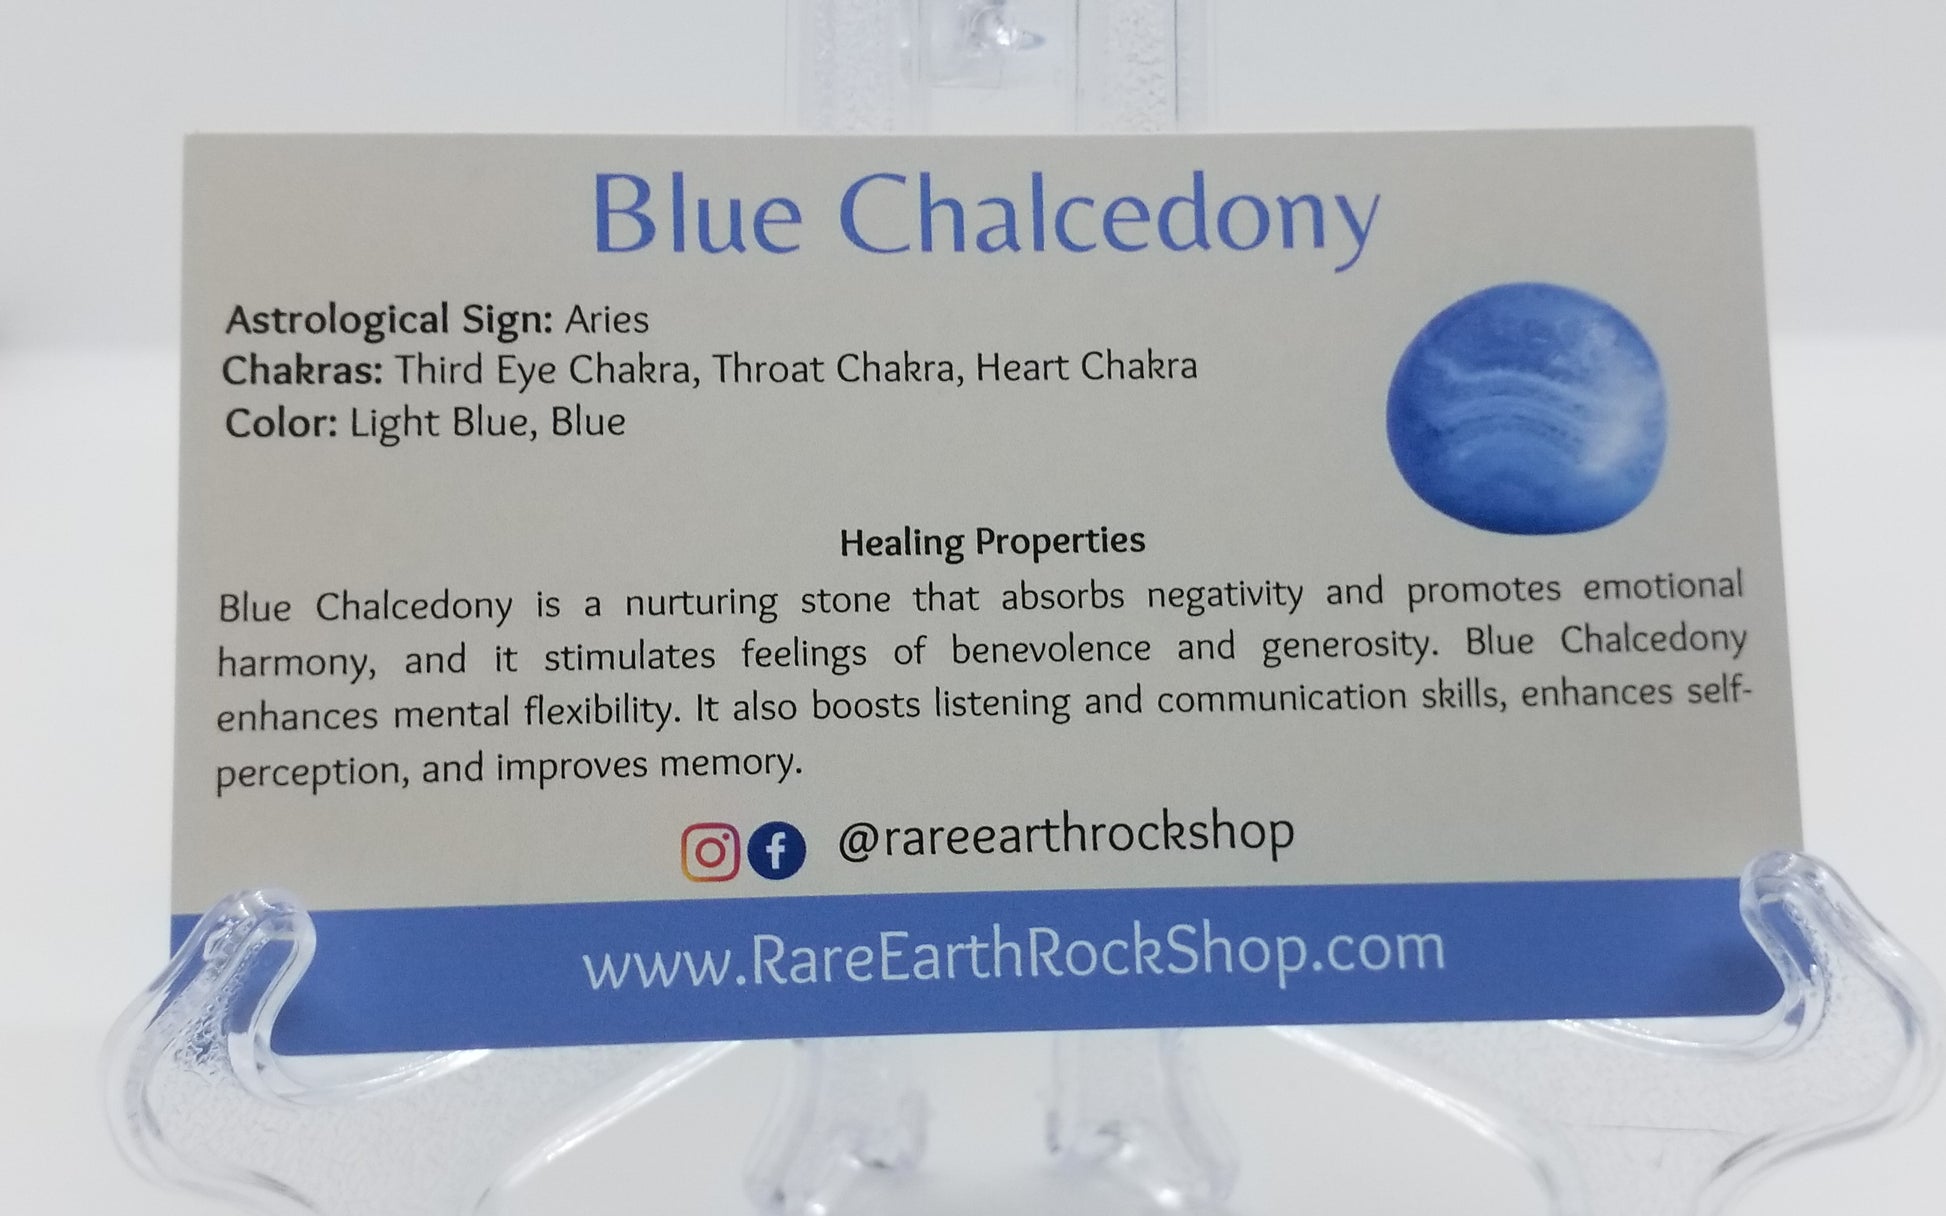 Blue Chalcedony
Astrological Sign: Aries
Chakras: Third Eye Chakra, Throat Chakra, Heart Chakra
Color: Light Blue, Blue
Healing Properties
Blue Chalcedony is a nurturing stone that absorbs negativity and promotes emotional
harmony, and it stimulates feelings of benevolence and generosity. Blue Chalcedony
enhances mental flexibility. It also boosts listening and communication skills, enhances self-
perception, and improves memory.
@rareearthrockshop
www.RareEarthRockShop.com